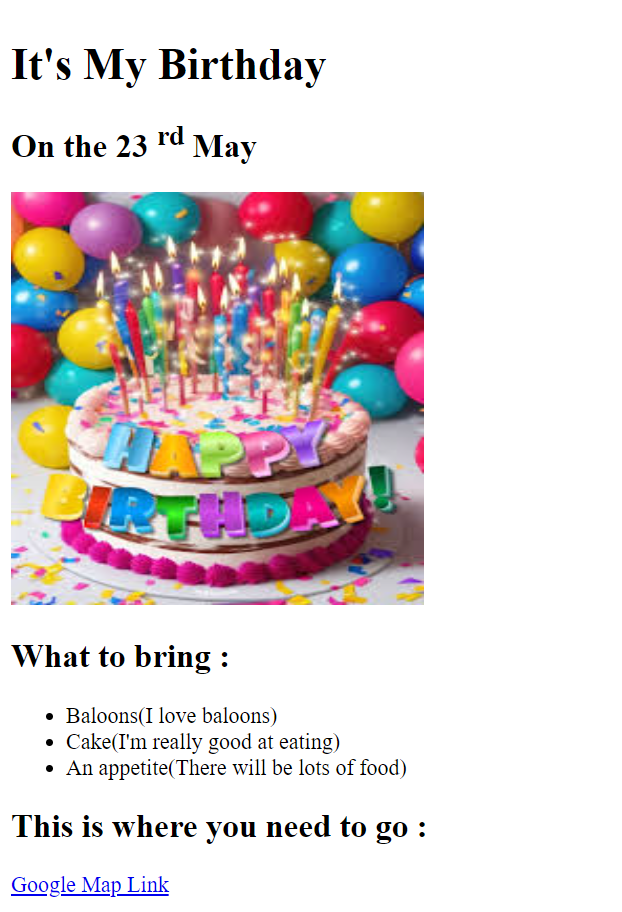 It's My Birthday
On the 23 rd May
HAPPY
BIRTHDAY!
What to bring :
Baloons(I love baloons)
Cake(I'm really good at eating)
An appetite(There will be lots of food)
This is where you need to go :
Google Map Link